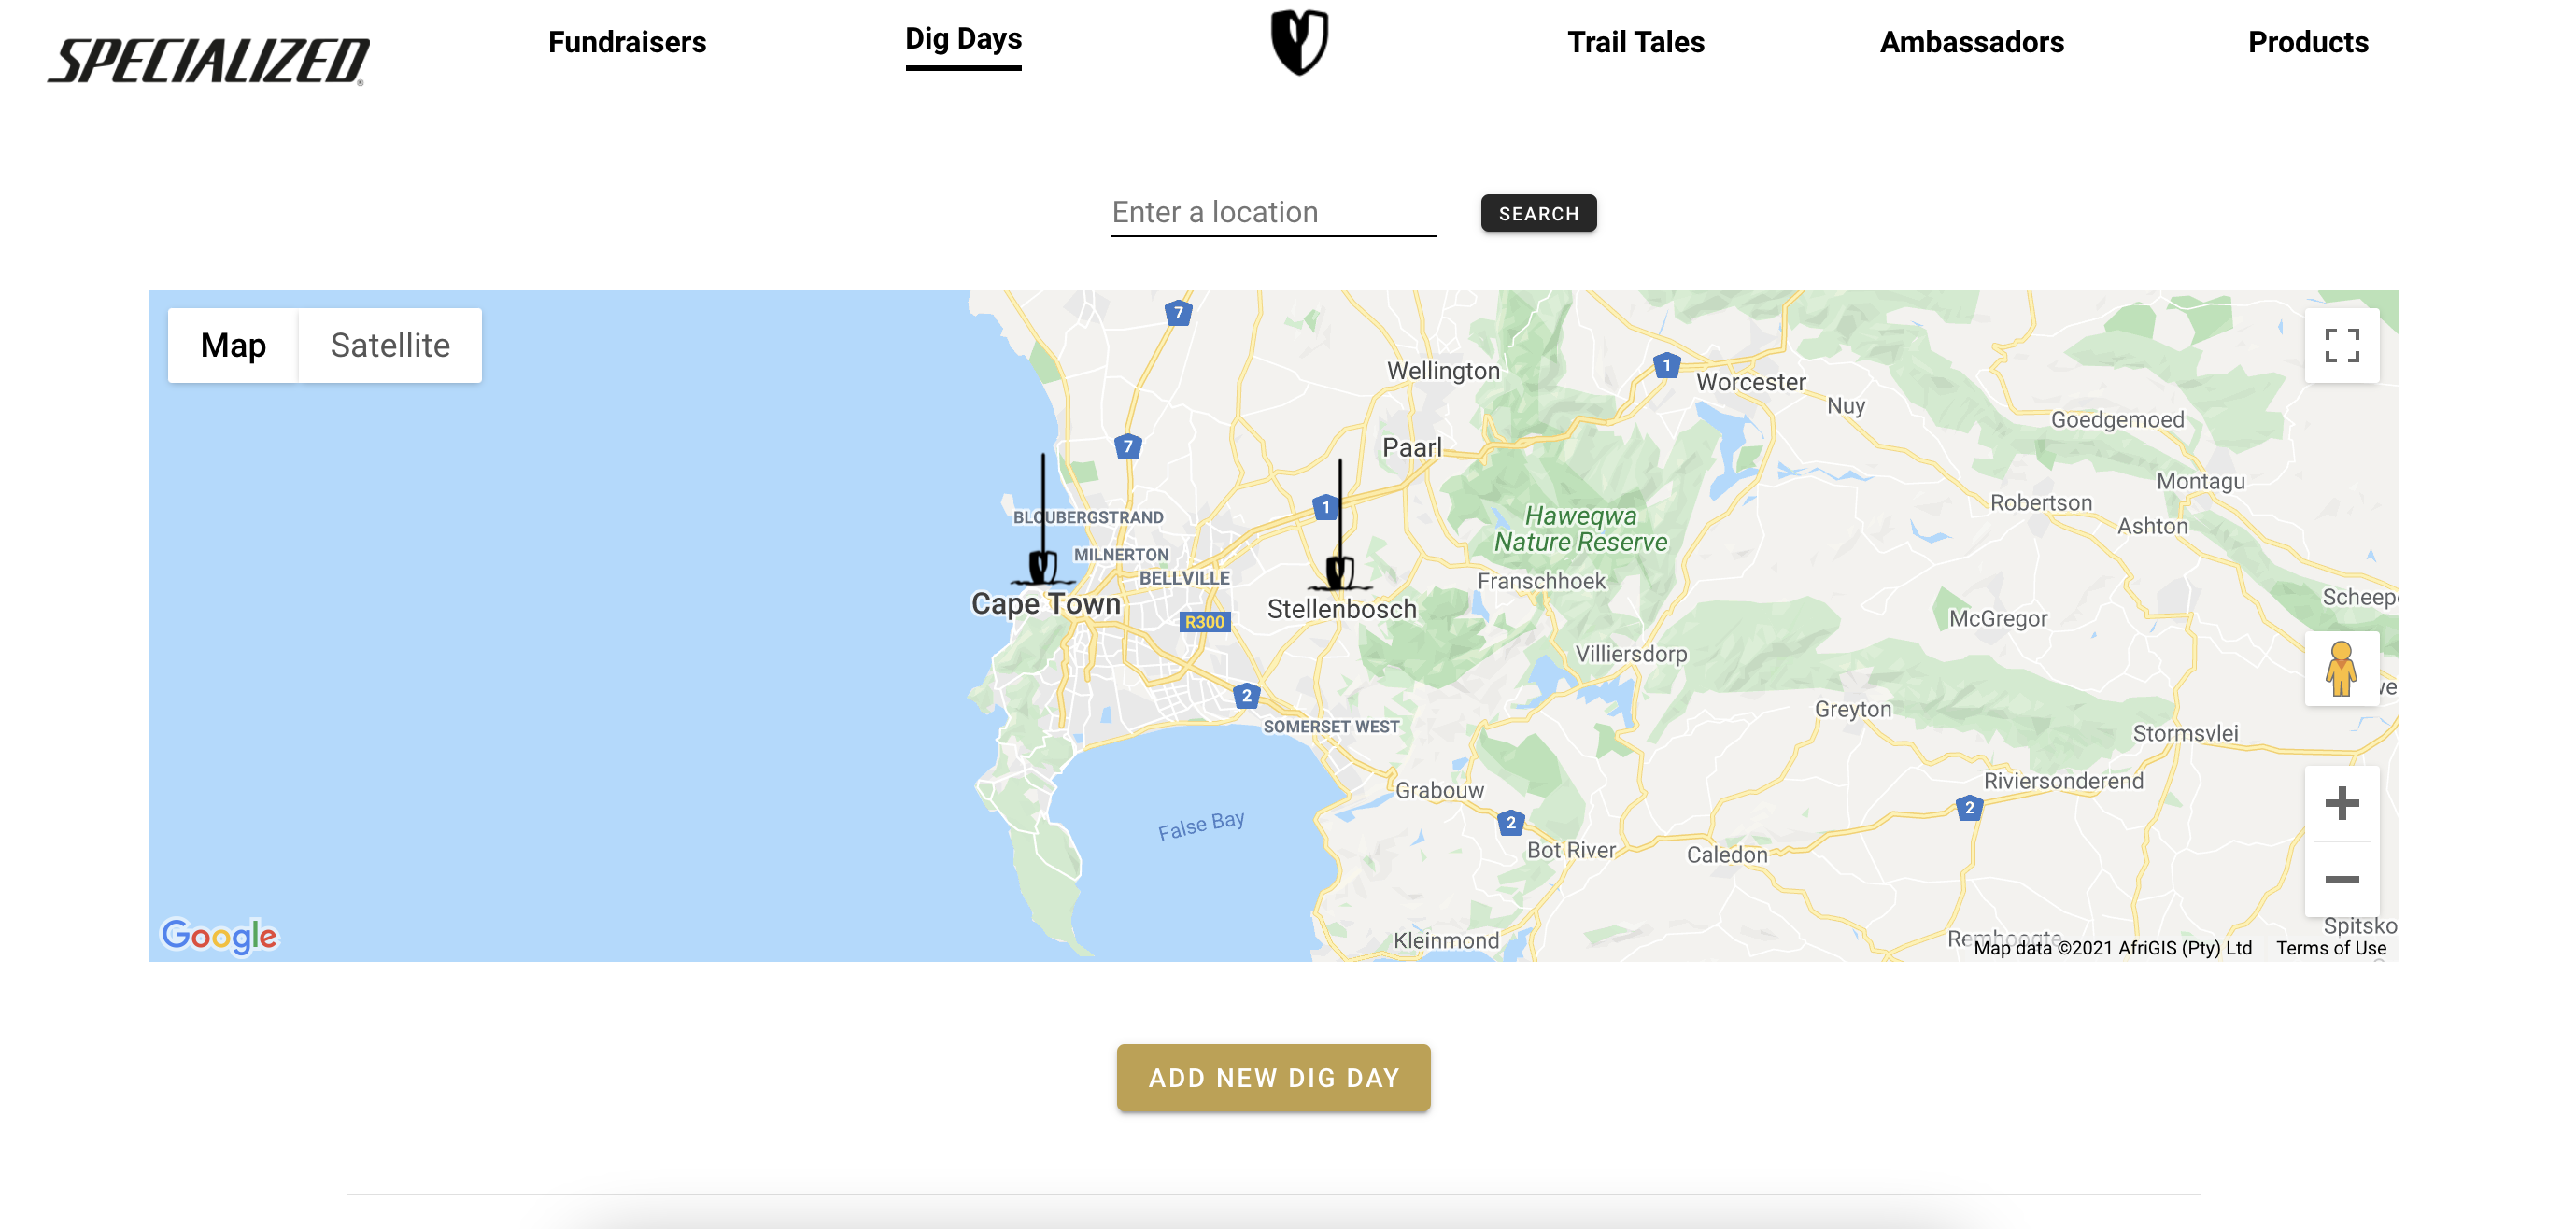 SPECIALIZED
Fundraisers
Dig Days
Trail Tales
Ambassadors
Products
Enter a location
SEARCH
Map
Satellite
7
Wellington
1
Worcester
Nuy
Goedgemoed
7
Paarl
Montagu
1
Robertson
BLOUBERGSTRAND
Haweqwa
Nature Reserve
Ashton
MILNERTON
BELLVILLE
Franschhoek
Cape Town
Stellenbosch
Scheep
R300
McGregor
Villiersdorp
2
we
SOMERSET WEST
Greyton
Stormsvlei
Riviersonderend
Grabouw
2
2
False Bay
Bot River
Caledon
Google
Kleinmond
Spitsko
Map data ©2021 AfriGIS (Pty) Ltd
Terms of Use
ADD NEW DIG DAY